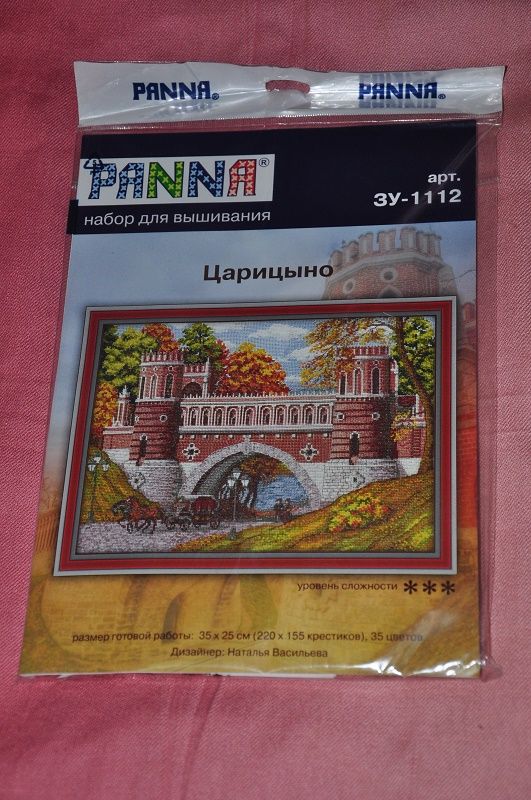 PANNA® PANNA®
PANNA®
набор для вышивания
арт.
ЗУ-1112
Царицыно
уровень сложности ***
размер готовой работы: 35 x 25 см (220 x 155 крестиков), 35 цветов
Дизайнер: Наталья Васильева